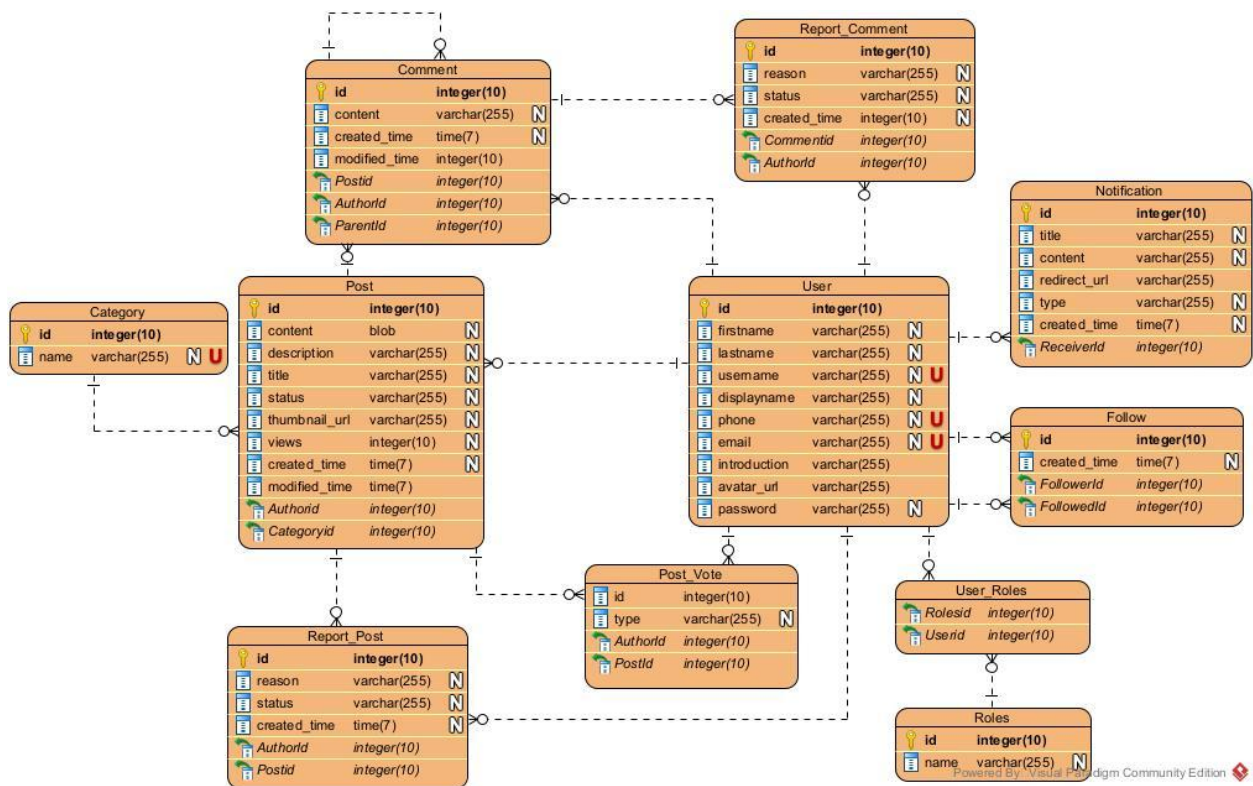 Comment
id integer(10)
content varchar(255) N
created_time time(7) N
modified_time integer(10)
Postid integer(10)
AuthorId integer(10)
ParentId integer(10)
Report_Comment
id integer(10)
reason varchar(255) N
status varchar(255) N
created_time integer(10) N
Commentid integer(10)
AuthorId integer(10)
Notification
id integer(10)
title varchar(255) N
content varchar(255) N
redirect_url varchar(255)
type varchar(255) N
created_time time(7) N
ReceiverId integer(10)
Category
id integer(10)
name varchar(255) N U
Post
id integer(10)
content blob N
description varchar(255) N
title varchar(255) N
status varchar(255) N
thumbnail_url varchar(255) N
views integer(10) N
created_time time(7) N
modified_time time(7)
Authorid integer(10)
Categoryid integer(10)
User
id integer(10)
firstname varchar(255) N
lastname varchar(255) N
username varchar(255) N U
displayname varchar(255) N
phone varchar(255) N U
email varchar(255) N U
introduction varchar(255)
avatar_url varchar(255)
password varchar(255) N
Follow
id integer(10)
created_time time(7) N
FollowerId integer(10)
FollowedId integer(10)
Post_Vote
id integer(10)
type varchar(255) N
AuthorId integer(10)
PostId integer(10)
User_Roles
Rolesid integer(10)
Userid integer(10)
Report_Post
id integer(10)
reason varchar(255) N
status varchar(255) N
created_time time(7) N
AuthorId integer(10)
Postid integer(10)
Roles
id integer(10)
name varchar(255) N
Powered By Visual Paradigm Community Edition